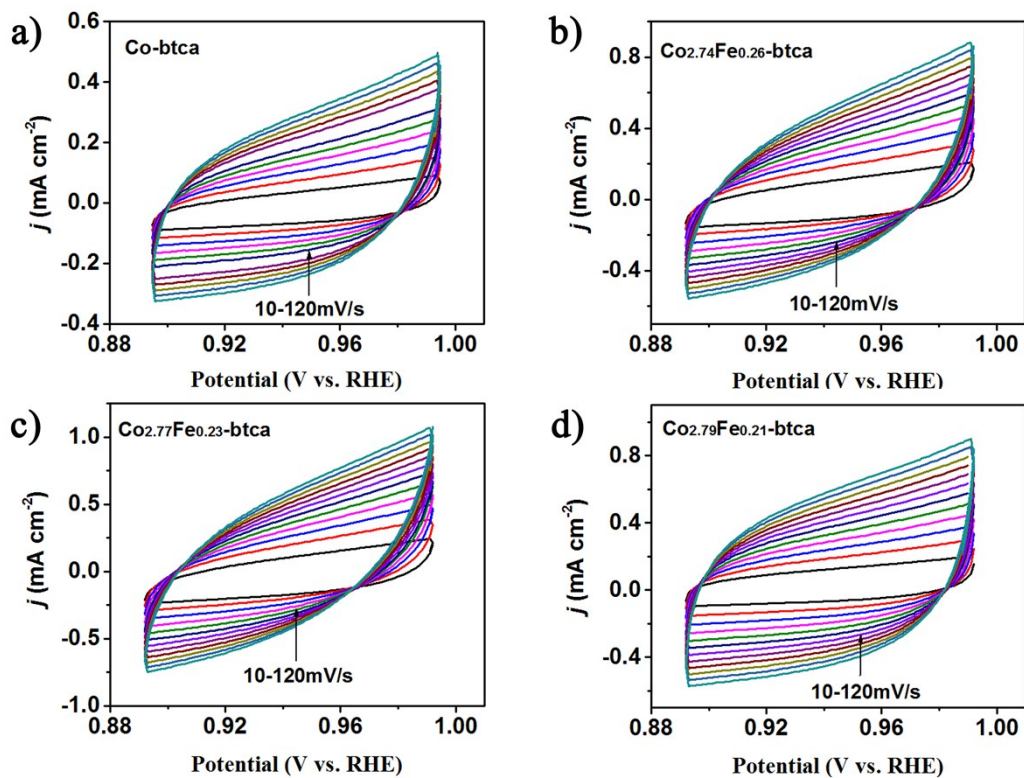 a)
Co-btca
0.6
0.4
0.2
0.0
-0.2
-0.4
j (mA cm-2)
10-120mV/s
0.88 0.92 0.96 1.00
Potential (V vs. RHE)
b)
Co2.74Fe0.26-btca
0.8
0.4
0.0
-0.4
j (mA cm-2)
10-120mV/s
0.88 0.92 0.96 1.00
Potential (V vs. RHE)
c)
Co2.77Fe0.23-btca
1.0
0.5
0.0
-0.5
-1.0
j (mA cm-2)
10-120mV/s
0.88 0.92 0.96 1.00
Potential (V vs. RHE)
d)
Co2.79Fe0.21-btca
0.8
0.4
0.0
-0.4
j (mA cm-2)
10-120mV/s
0.88 0.92 0.96 1.00
Potential (V vs. RHE)